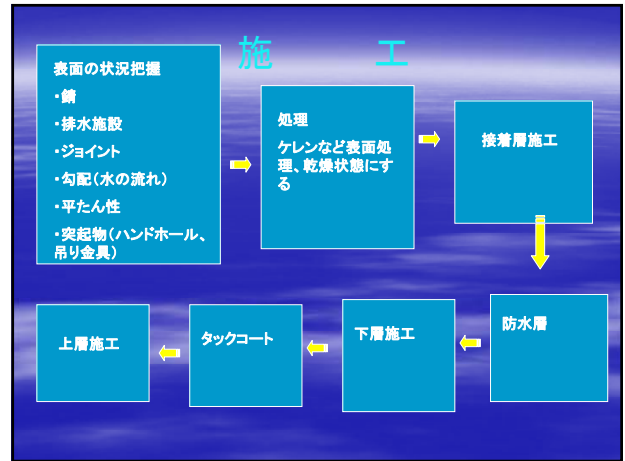 施　工
表面の状況把握
・錆
・排水施設
・ジョイント
・勾配（水の流れ）
・平たん性
・突起物（ハンドホール、
吊り金具）
処理
ケレンなど表面処
理、乾燥状態にす
る
接着層施工
防水層
下層施工
タックコート
上層施工